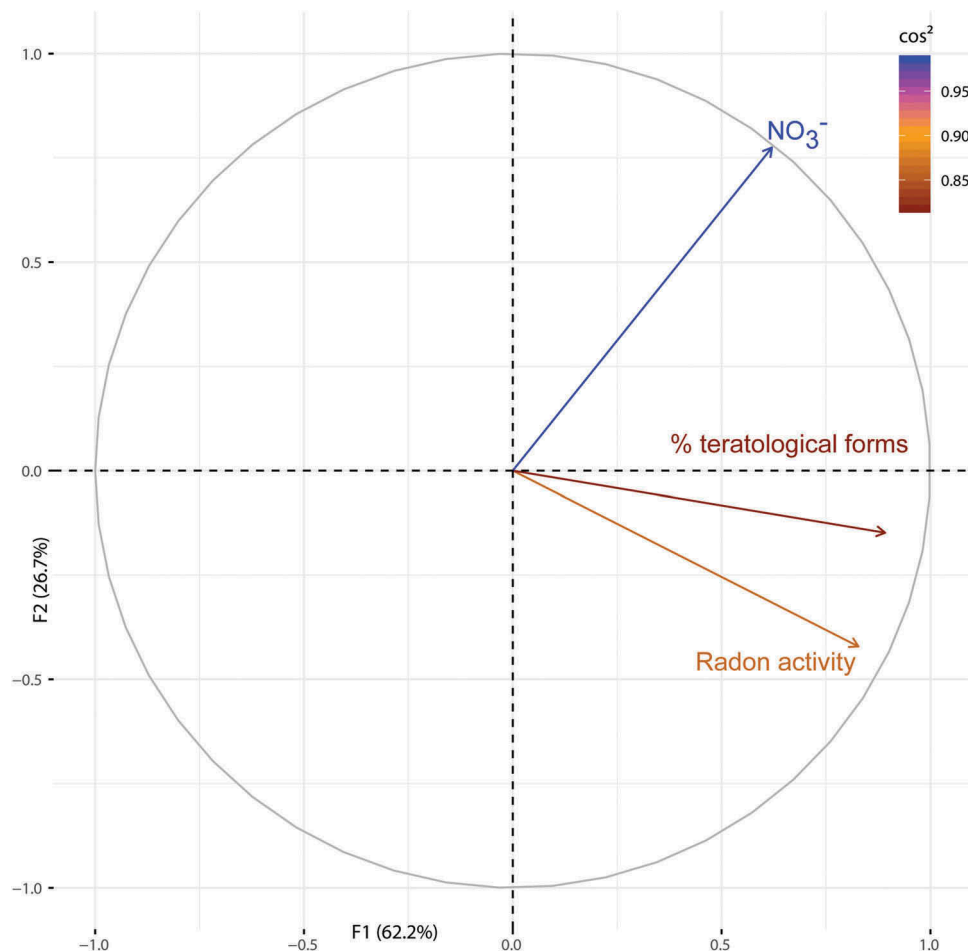 cos²
1.0
0.95
NO₃⁻
0.90
0.85
0.5
% teratological forms
0.0
F2 (26.7%)
Radon activity
−0.5
−1.0
F1 (62.2%)
−1.0
−0.5
0.0
0.5
1.0